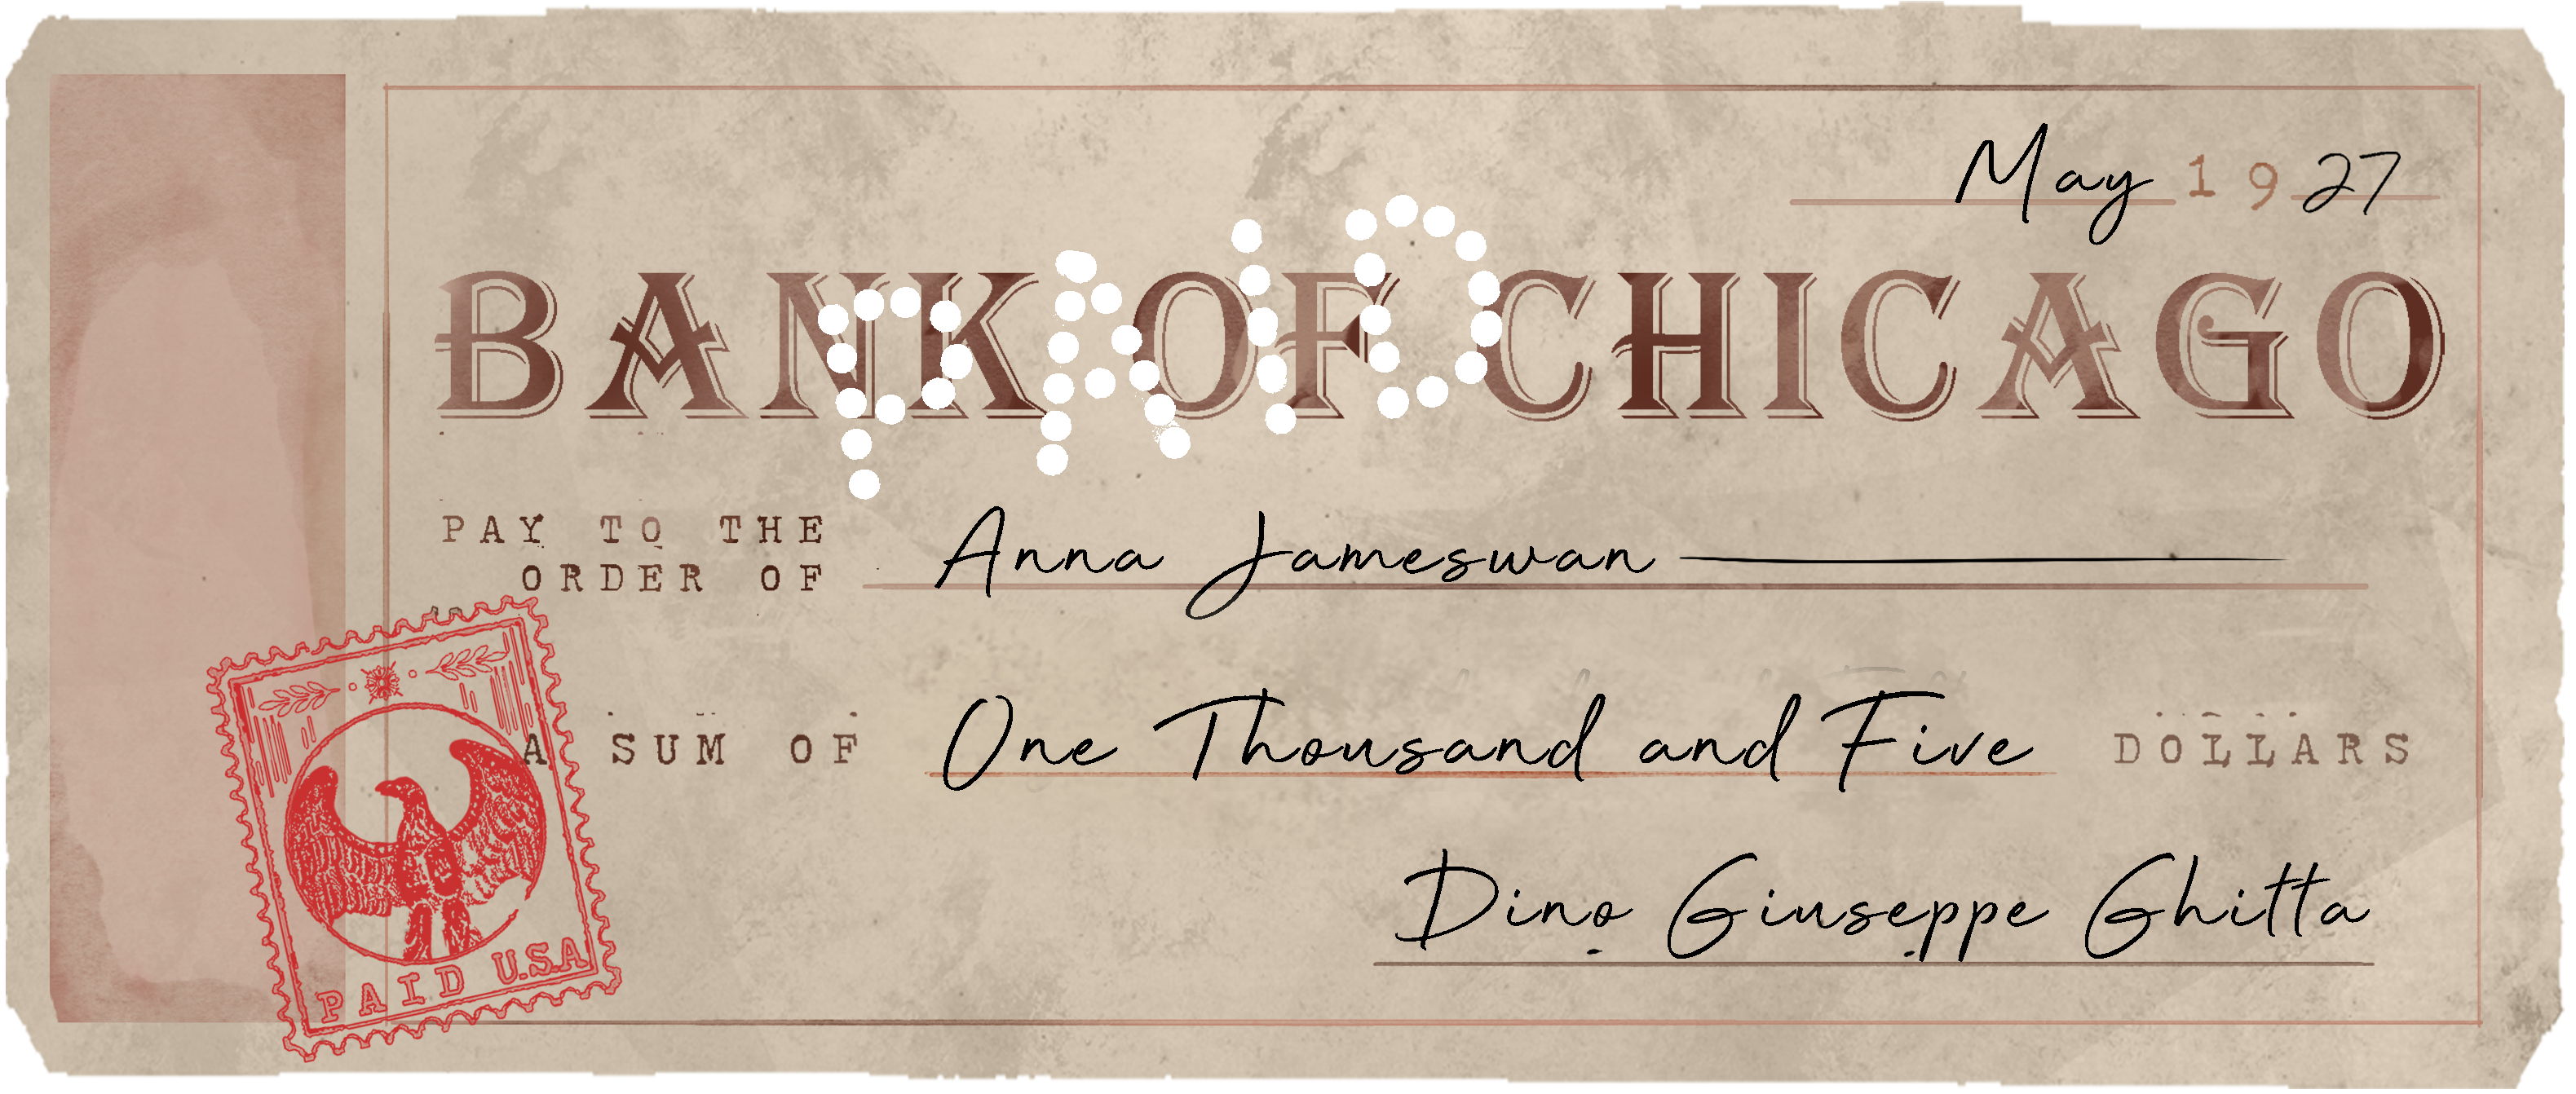 May 1927
BANK OF CHICAGO
PAID
PAY TO THE
ORDER OF Anna Jameswan
A SUM OF One Thousand and Five DOLLARS
Dino Giuseppe Ghitta
PAID U.S.A